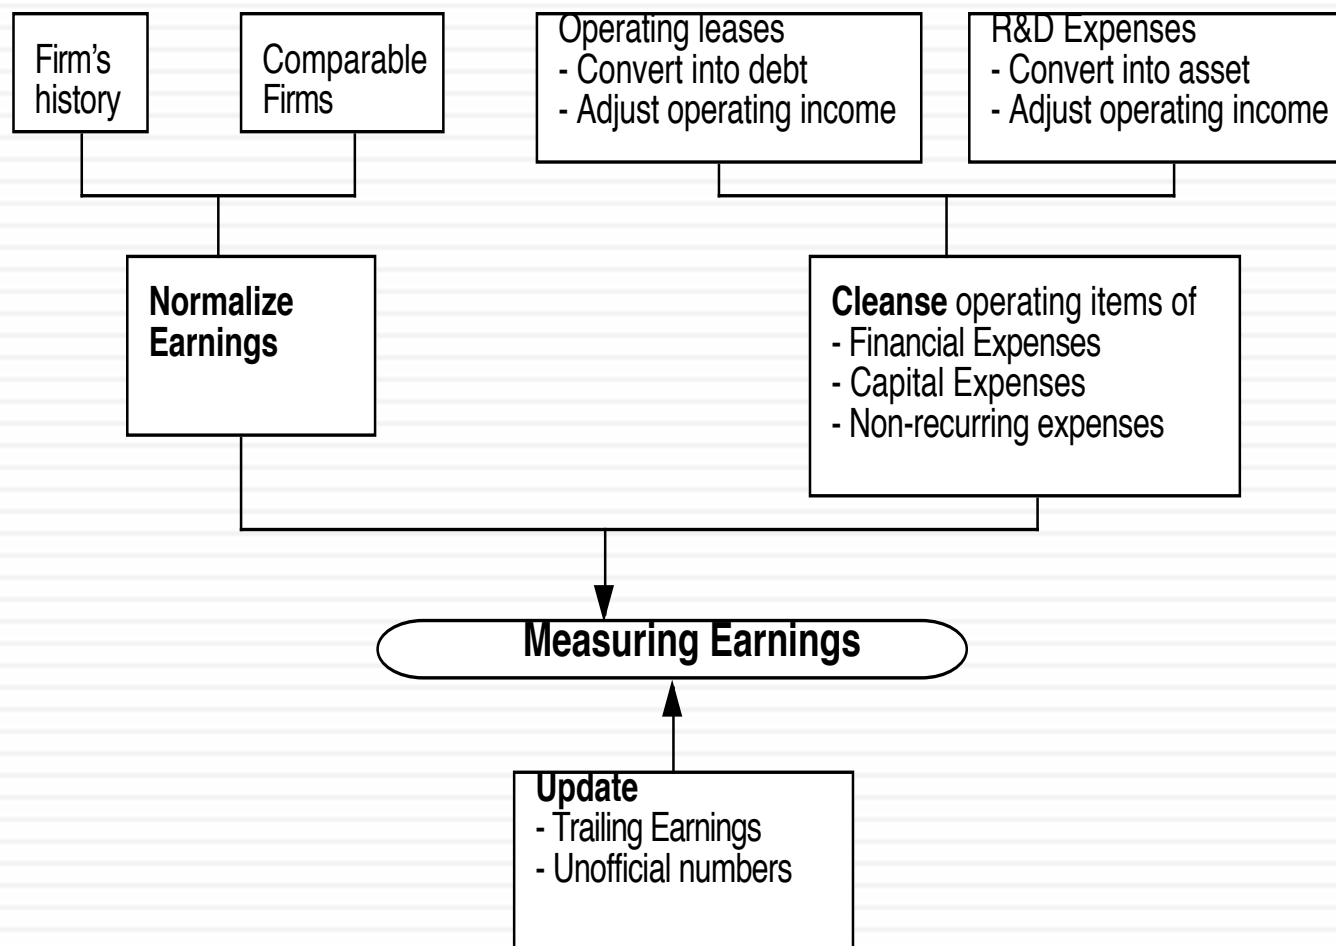 Firm's
history
Comparable
Firms
Operating leases
- Convert into debt
- Adjust operating income
R&D Expenses
- Convert into asset
- Adjust operating income
Normalize
Earnings
Cleanse operating items of
- Financial Expenses
- Capital Expenses
- Non-recurring expenses
Measuring Earnings
Update
- Trailing Earnings
- Unofficial numbers